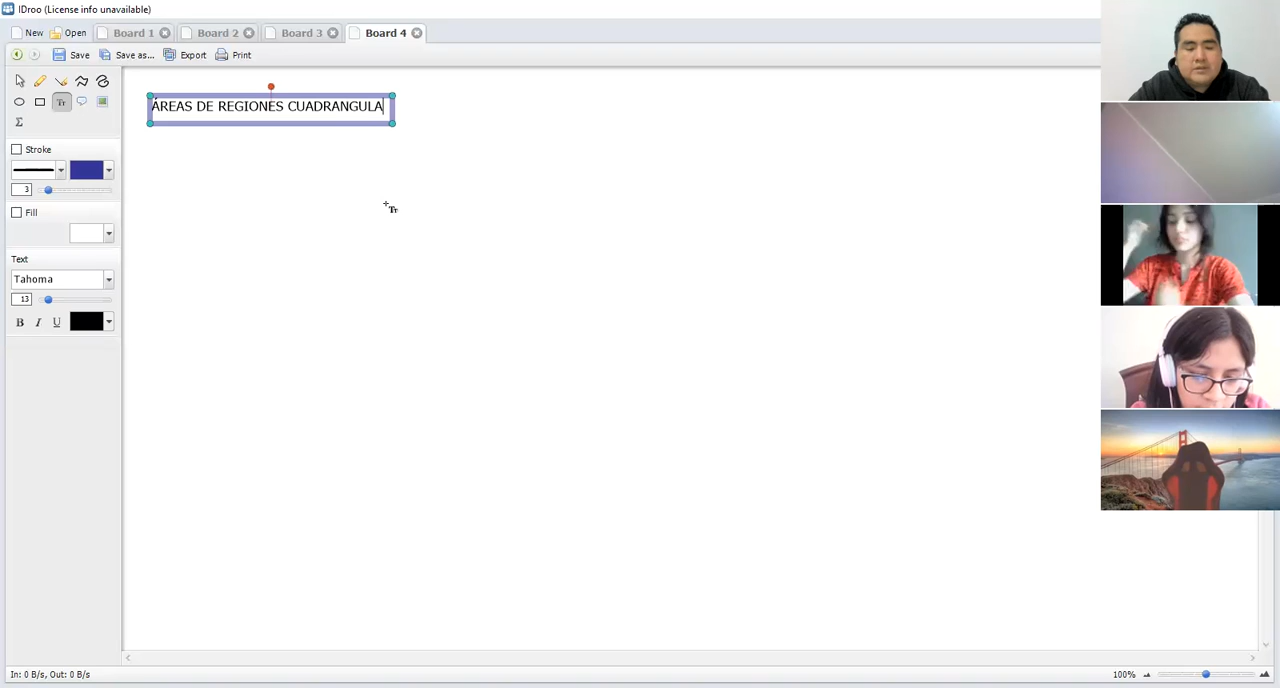 IDroo (License info unavailable)
New Open Board 1 Board 2 Board 3 Board 4
Save Save as... Export Print
ÁREAS DE REGIONES CUADRANGULA
Tr
Σ
Stroke
3
Fill
Text
Tahoma
13
B I U
In: 0 B/s, Out: 0 B/s
100%